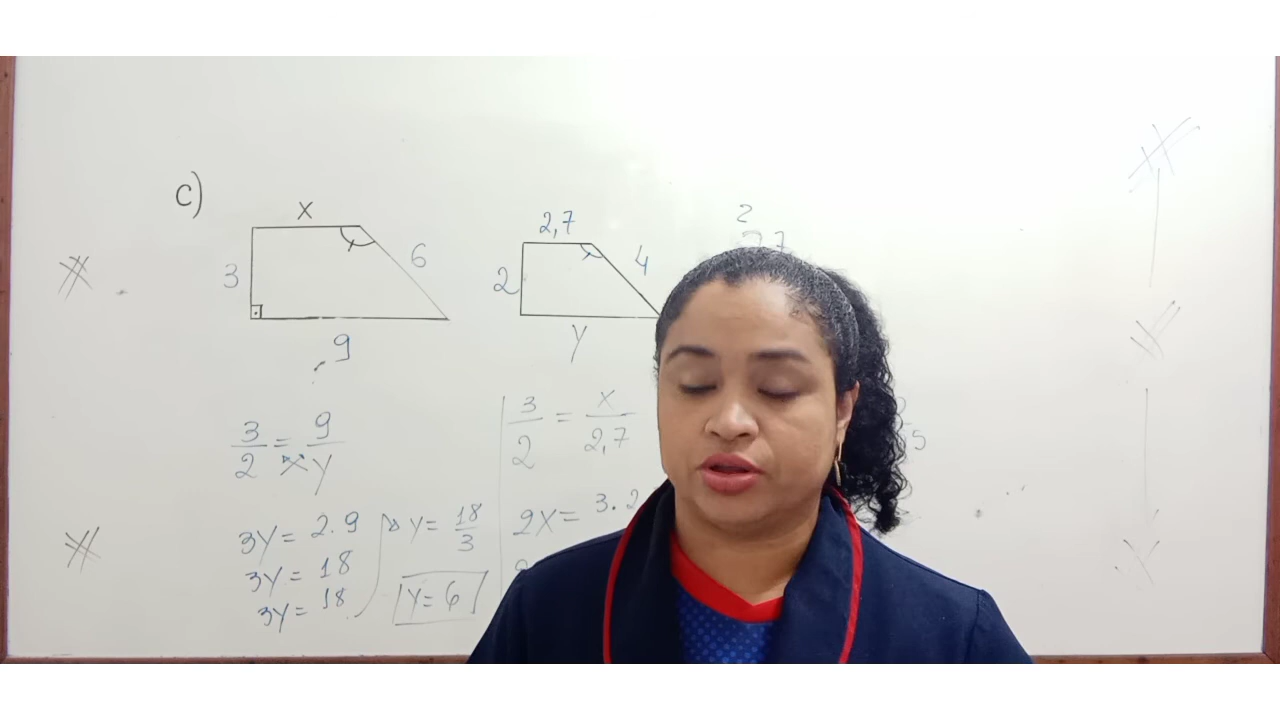 c)
x
3
6
9
2,7
2
4
y
2
3/2 = 9/y
3y = 2.9
3y = 18
3y = 18
y = 18/3
y = 6
3/2 = x/2,7
2x = 3.2
5